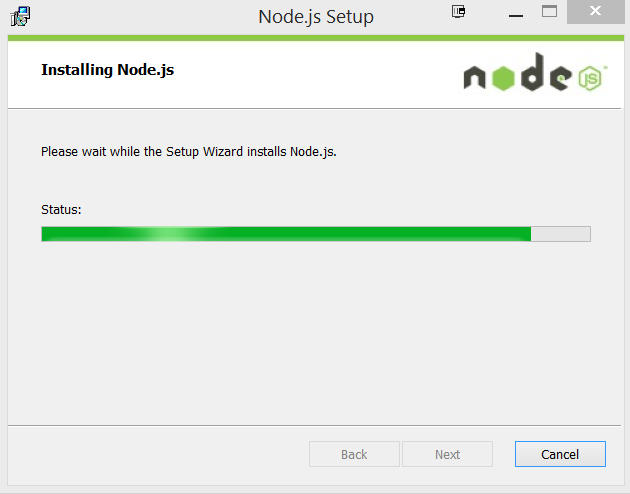 Node.js Setup
Installing Node.js
node JS™
Please wait while the Setup Wizard installs Node.js.
Status:
Back
Next
Cancel